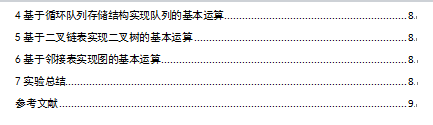 4 基于循环队列存储结构实现队列的基本运算........................................................8
5 基于二叉链表实现二叉树的基本运算................................................................8
6 基于邻接表实现图的基本运算..........................................................................8
7 实验总结..........................................................................................................8
参考文献............................................................................................................9